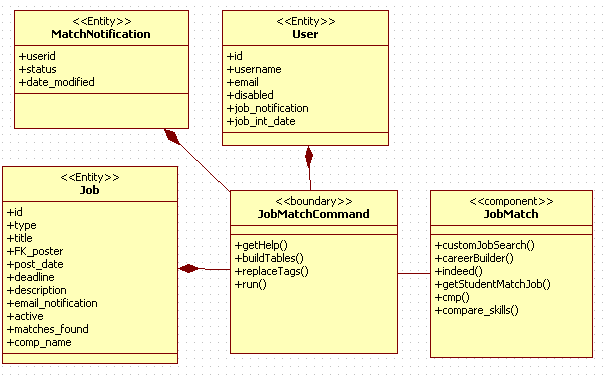 <<Entity>>
MatchNotification
+userid
+status
+date_modified
<<Entity>>
User
+id
+username
+email
+disabled
+job_notification
+job_int_date
<<Entity>>
Job
+id
+type
+title
+FK_poster
+post_date
+deadline
+description
+email_notification
+active
+matches_found
+comp_name
<<boundary>>
JobMatchCommand
+getHelp()
+buildTables()
+replaceTags()
+run()
<<component>>
JobMatch
+customJobSearch()
+careerBuilder()
+indeed()
+getStudentMatchJob()
+cmp()
+compare_skills()